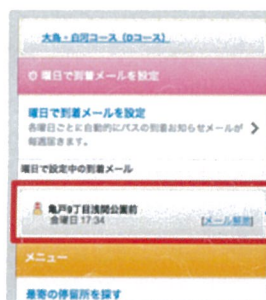 大島・白河コース（Dコース）
曜日で到着メールを設定
曜日で到着メールを設定
各曜日ごとに自動的にバスの到着お知らせメールが
毎週届きます。
曜日で設定中の到着メール
亀戸9丁目浅間公園前
金曜日 17:34
[メール解除]
メニュー
最寄の停留所を探す